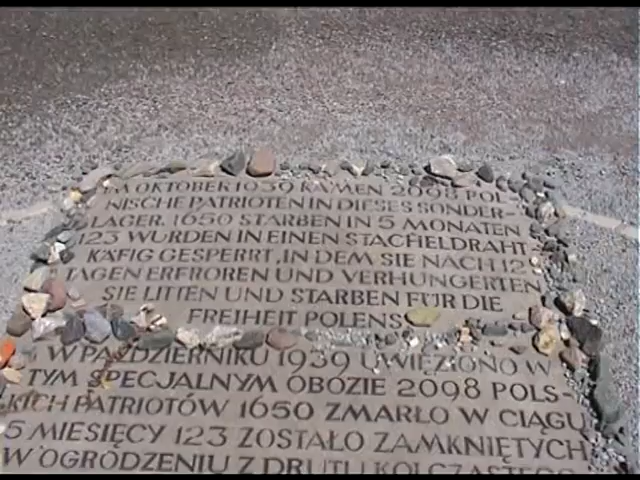 IM OKTOBER 1939 KAMEN 2098 POL-
NISCHE PATRIOTEN IN DIESES SONDER-
LAGER. 1650 STARBEN IN 5 MONATEN
123 WURDEN IN EINEN STACHELDRAHT-
KÄFIG GESPERRT, IN DEM SIE NACH 12
TAGEN ERFROREN UND VERHUNGERTEN
SIE LITTEN UND STARBEN FÜR DIE
FREIHEIT POLENS
W PAŹDZIERNIKU 1939 UWIĘZIONO W
TYM SPECJALNYM OBOZIE 2098 POLS-
KICH PATRIOTÓW 1650 ZMARŁO W CIĄGU
5 MIESIĘCY 123 ZOSTAŁO ZAMKNIĘTYCH
W OGRODZENIU Z DRUTU KOLCZASTEGO